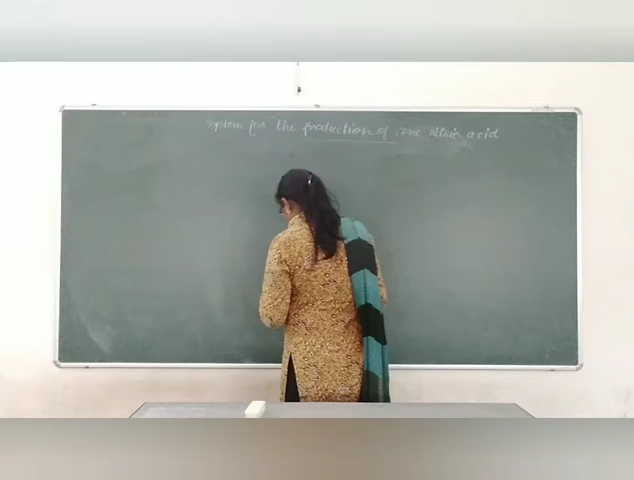 System for the production of conc nitric acid